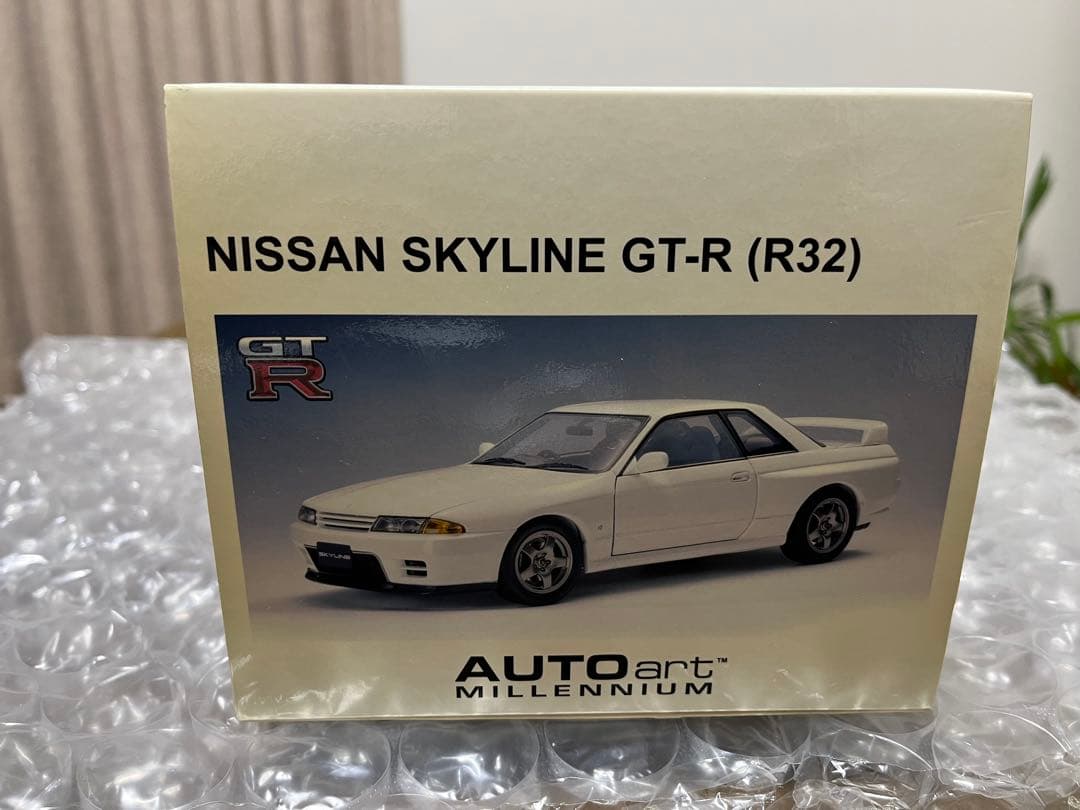 NISSAN SKYLINE GT-R (R32)
GT
R
SKYLINE
AUTOart™
MILLENNIUM